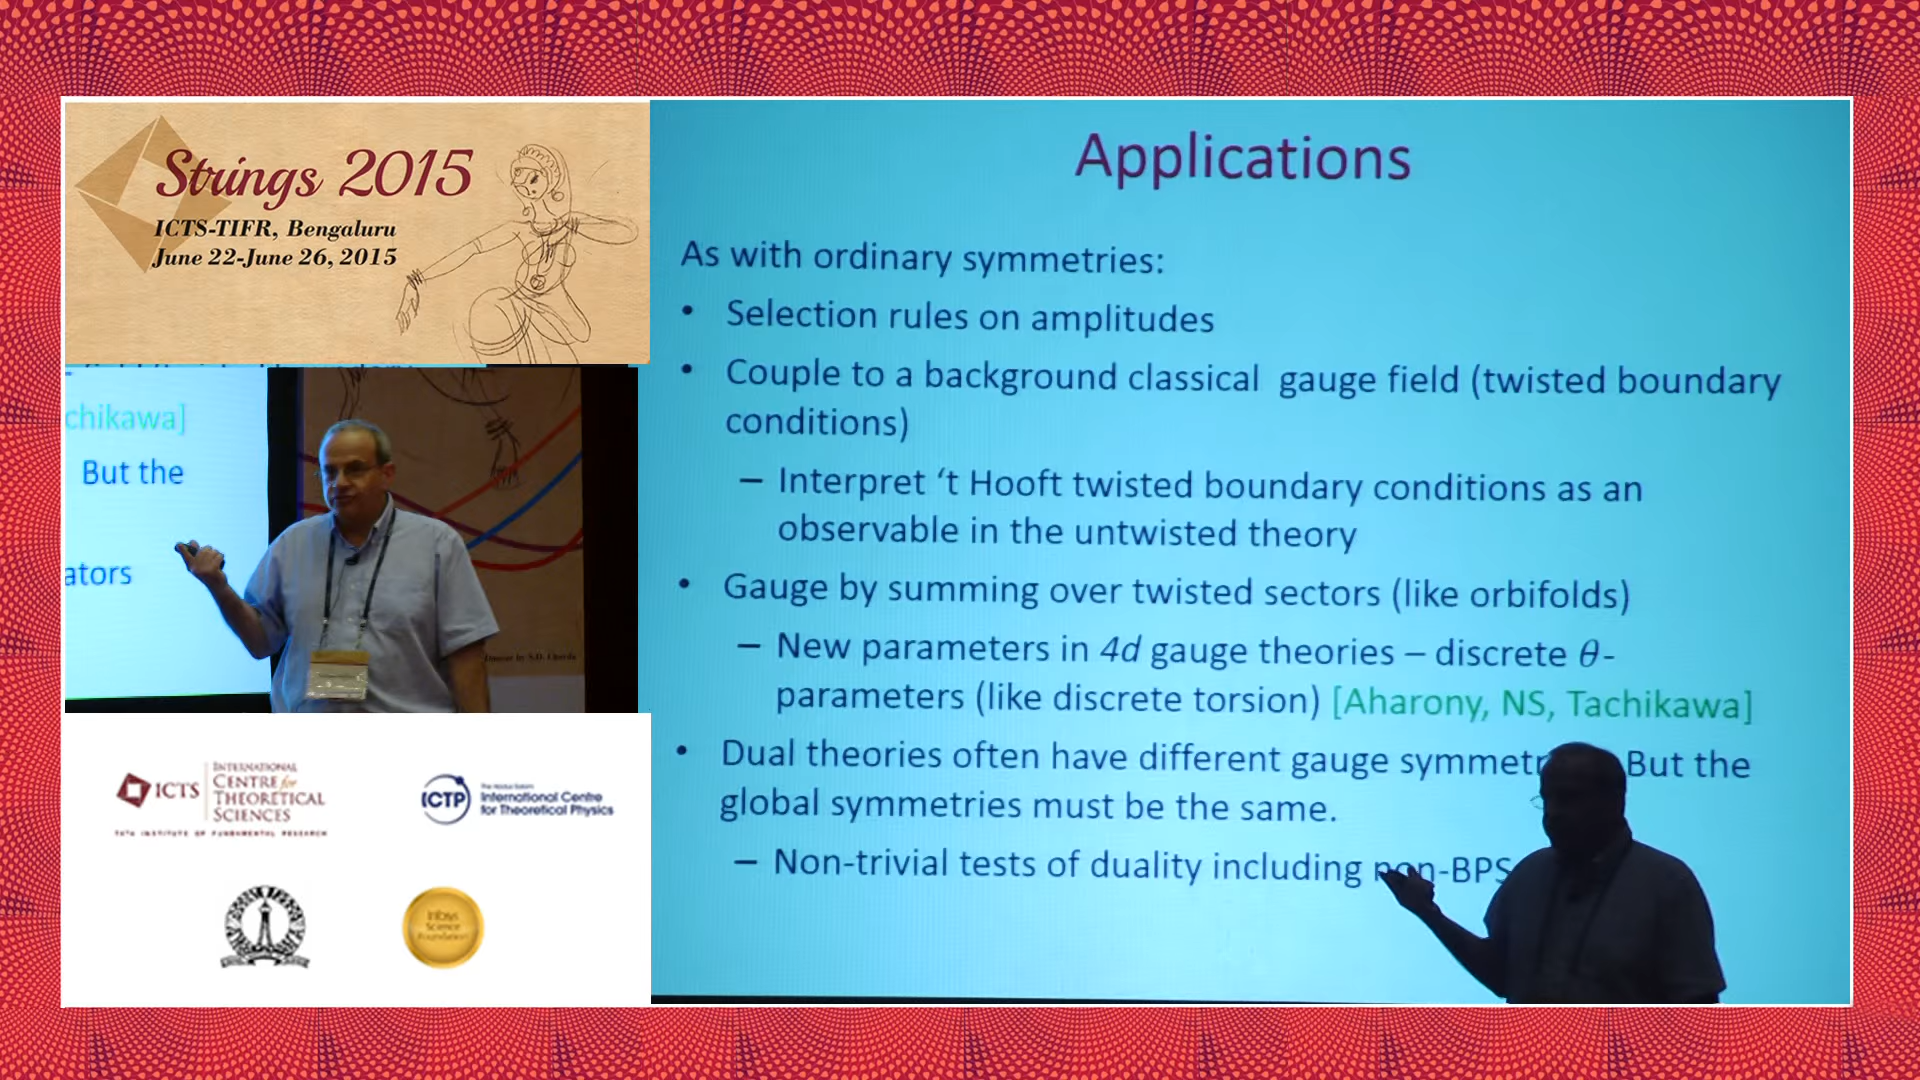 Strings 2015
ICTS-TIFR, Bengaluru
June 22-June 26, 2015
chikawa]
But the
ators
ICTS
INTERNATIONAL
CENTRE for
THEORETICAL
SCIENCES
TATA INSTITUTE OF FUNDAMENTAL RESEARCH
ICTP
International Centre
for Theoretical Physics
Infosys
Science
Foundation
Applications
As with ordinary symmetries:
• Selection rules on amplitudes
• Couple to a background classical gauge field (twisted boundary
conditions)
– Interpret ‘t Hooft twisted boundary conditions as an
observable in the untwisted theory
• Gauge by summing over twisted sectors (like orbifolds)
– New parameters in 4d gauge theories – discrete θ-
parameters (like discrete torsion) [Aharony, NS, Tachikawa]
• Dual theories often have different gauge symmetr But the
global symmetries must be the same.
– Non-trivial tests of duality including non-BPS